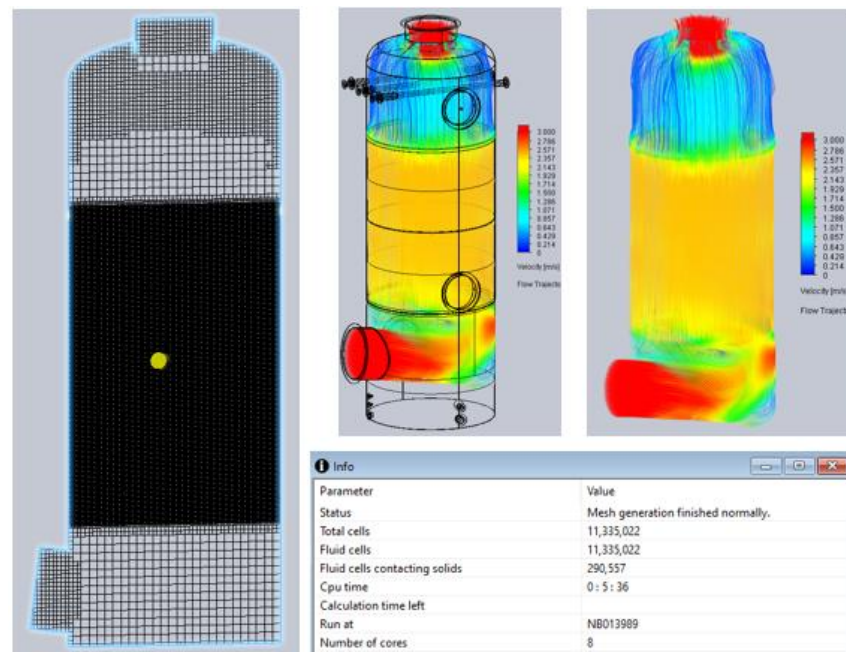 3.000
2.786
2.571
2.357
2.143
1.929
1.714
1.500
1.286
1.071
0.857
0.643
0.429
0.214
0
Velocity [m/s]
Flow Trajecto
3.000
2.786
2.571
2.357
2.143
1.929
1.714
1.500
1.286
1.071
0.857
0.643
0.429
0.214
0
Velocity [m/s]
Flow Traject
Info
Parameter Value
Status Mesh generation finished normally.
Total cells 11,335,022
Fluid cells 11,335,022
Fluid cells contacting solids 290,557
Cpu time 0 : 5 : 36
Calculation time left
Run at NB013989
Number of cores 8